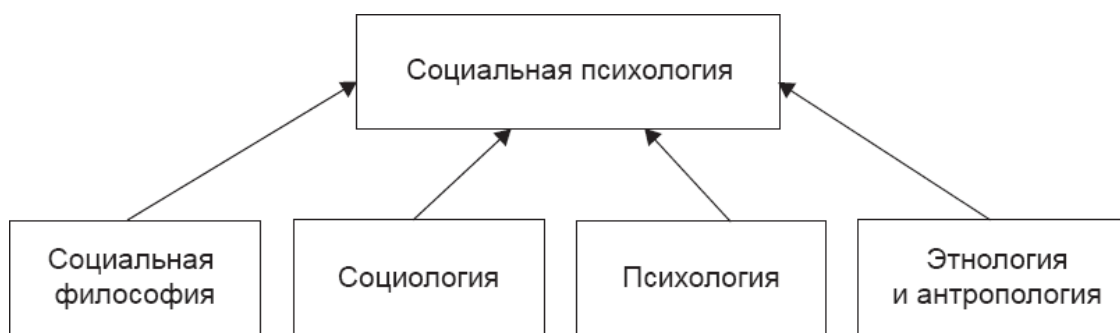 Социальная психология
Социальная
философия
Социология
Психология
Этнология
и антропология